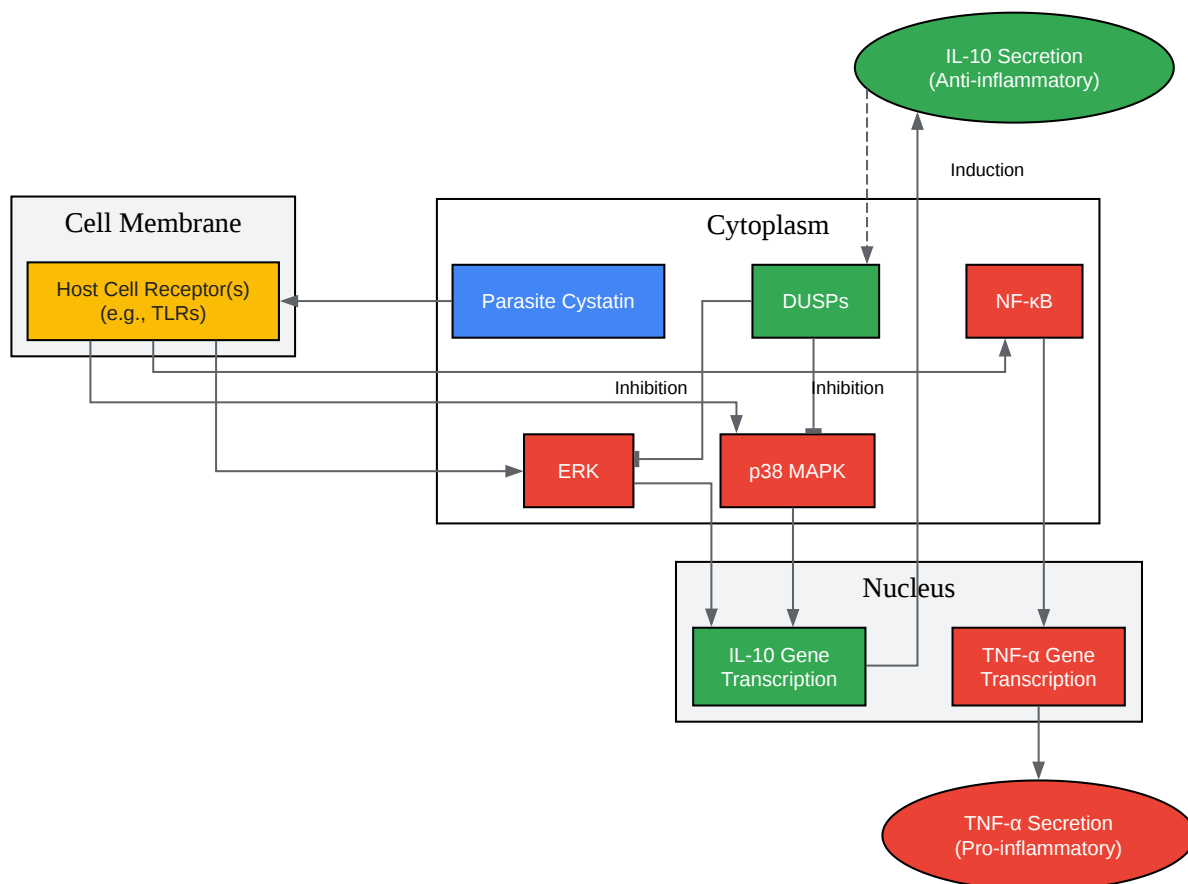 IL-10 Secretion
(Anti-inflammatory)
Induction
Cell Membrane
Host Cell Receptor(s)
(e.g., TLRs)
Cytoplasm
Parasite Cystatin
DUSPs
NF-κB
Inhibition
Inhibition
ERK
p38 MAPK
Nucleus
IL-10 Gene
Transcription
TNF-α Gene
Transcription
TNF-α Secretion
(Pro-inflammatory)